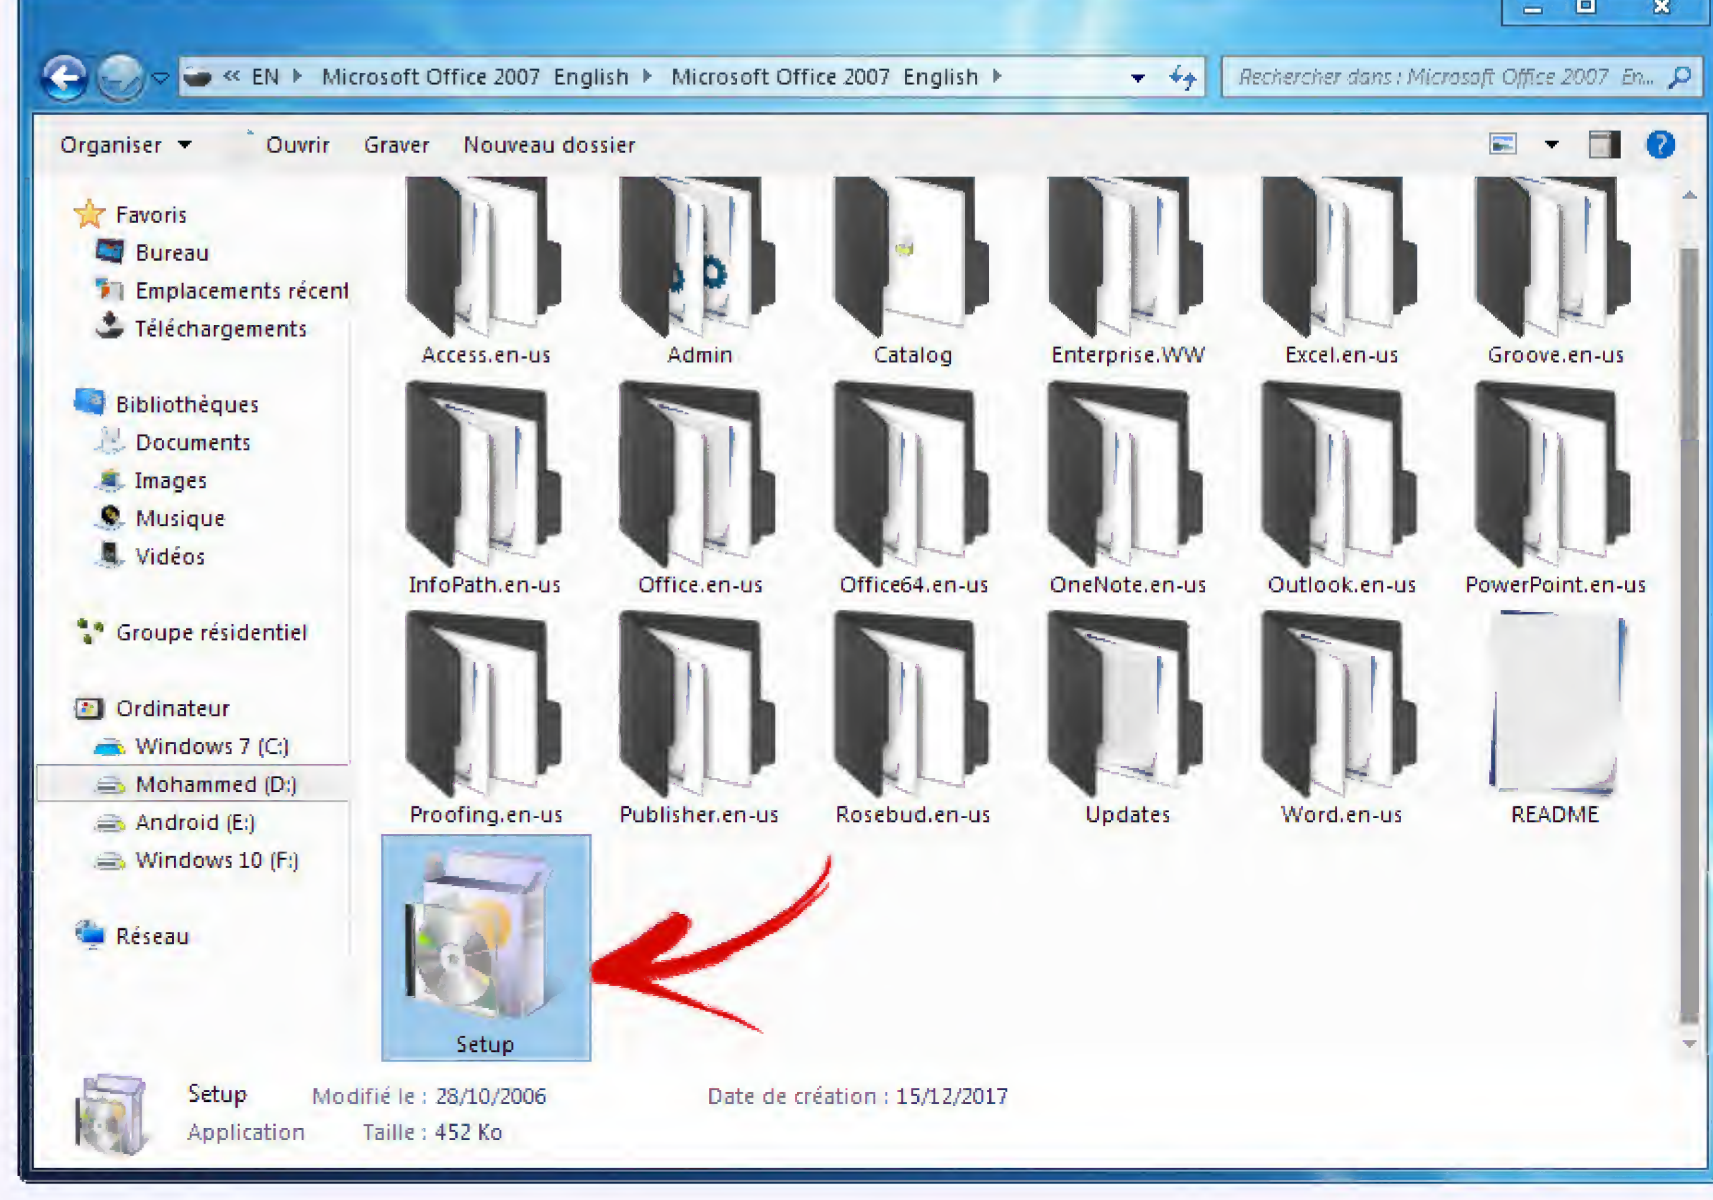 « EN ▸ Microsoft Office 2007 English ▸ Microsoft Office 2007 English ▸
Rechercher dans : Microsoft Office 2007 En...
Organiser Ouvrir Graver Nouveau dossier
Favoris
Bureau
Emplacements récent
Téléchargements
Bibliothèques
Documents
Images
Musique
Vidéos
Groupe résidentiel
Ordinateur
Windows 7 (C:)
Mohammed (D:)
Android (E:)
Windows 10 (F:)
Réseau
Access.en-us Admin Catalog Enterprise.WW Excel.en-us Groove.en-us
InfoPath.en-us Office.en-us Office64.en-us OneNote.en-us Outlook.en-us PowerPoint.en-us
Proofing.en-us Publisher.en-us Rosebud.en-us Updates Word.en-us README
Setup
Setup Modifié le : 28/10/2006 Date de création : 15/12/2017
Application Taille : 452 Ko